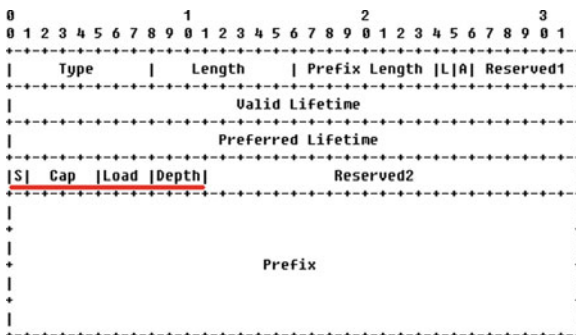 0 1 2 3
0 1 2 3 4 5 6 7 8 9 0 1 2 3 4 5 6 7 8 9 0 1 2 3 4 5 6 7 8 9 0 1
+-+-+-+-+-+-+-+-+-+-+-+-+-+-+-+-+-+-+-+-+-+-+-+-+-+-+-+-+-+-+-+-
| Type | Length | Prefix Length |L|A| Reserved1
+-+-+-+-+-+-+-+-+-+-+-+-+-+-+-+-+-+-+-+-+-+-+-+-+-+-+-+-+-+-+-+-
| Valid Lifetime
+-+-+-+-+-+-+-+-+-+-+-+-+-+-+-+-+-+-+-+-+-+-+-+-+-+-+-+-+-+-+-+-
| Preferred Lifetime
+-+-+-+-+-+-+-+-+-+-+-+-+-+-+-+-+-+-+-+-+-+-+-+-+-+-+-+-+-+-+-+-
|S| Cap |Load |Depth| Reserved2
+-+-+-+-+-+-+-+-+-+-+-+-+-+-+-+-+-+-+-+-+-+-+-+-+-+-+-+-+-+-+-+-
|
+
|
+ Prefix
|
+
|
+-+-+-+-+-+-+-+-+-+-+-+-+-+-+-+-+-+-+-+-+-+-+-+-+-+-+-+-+-+-+-+-